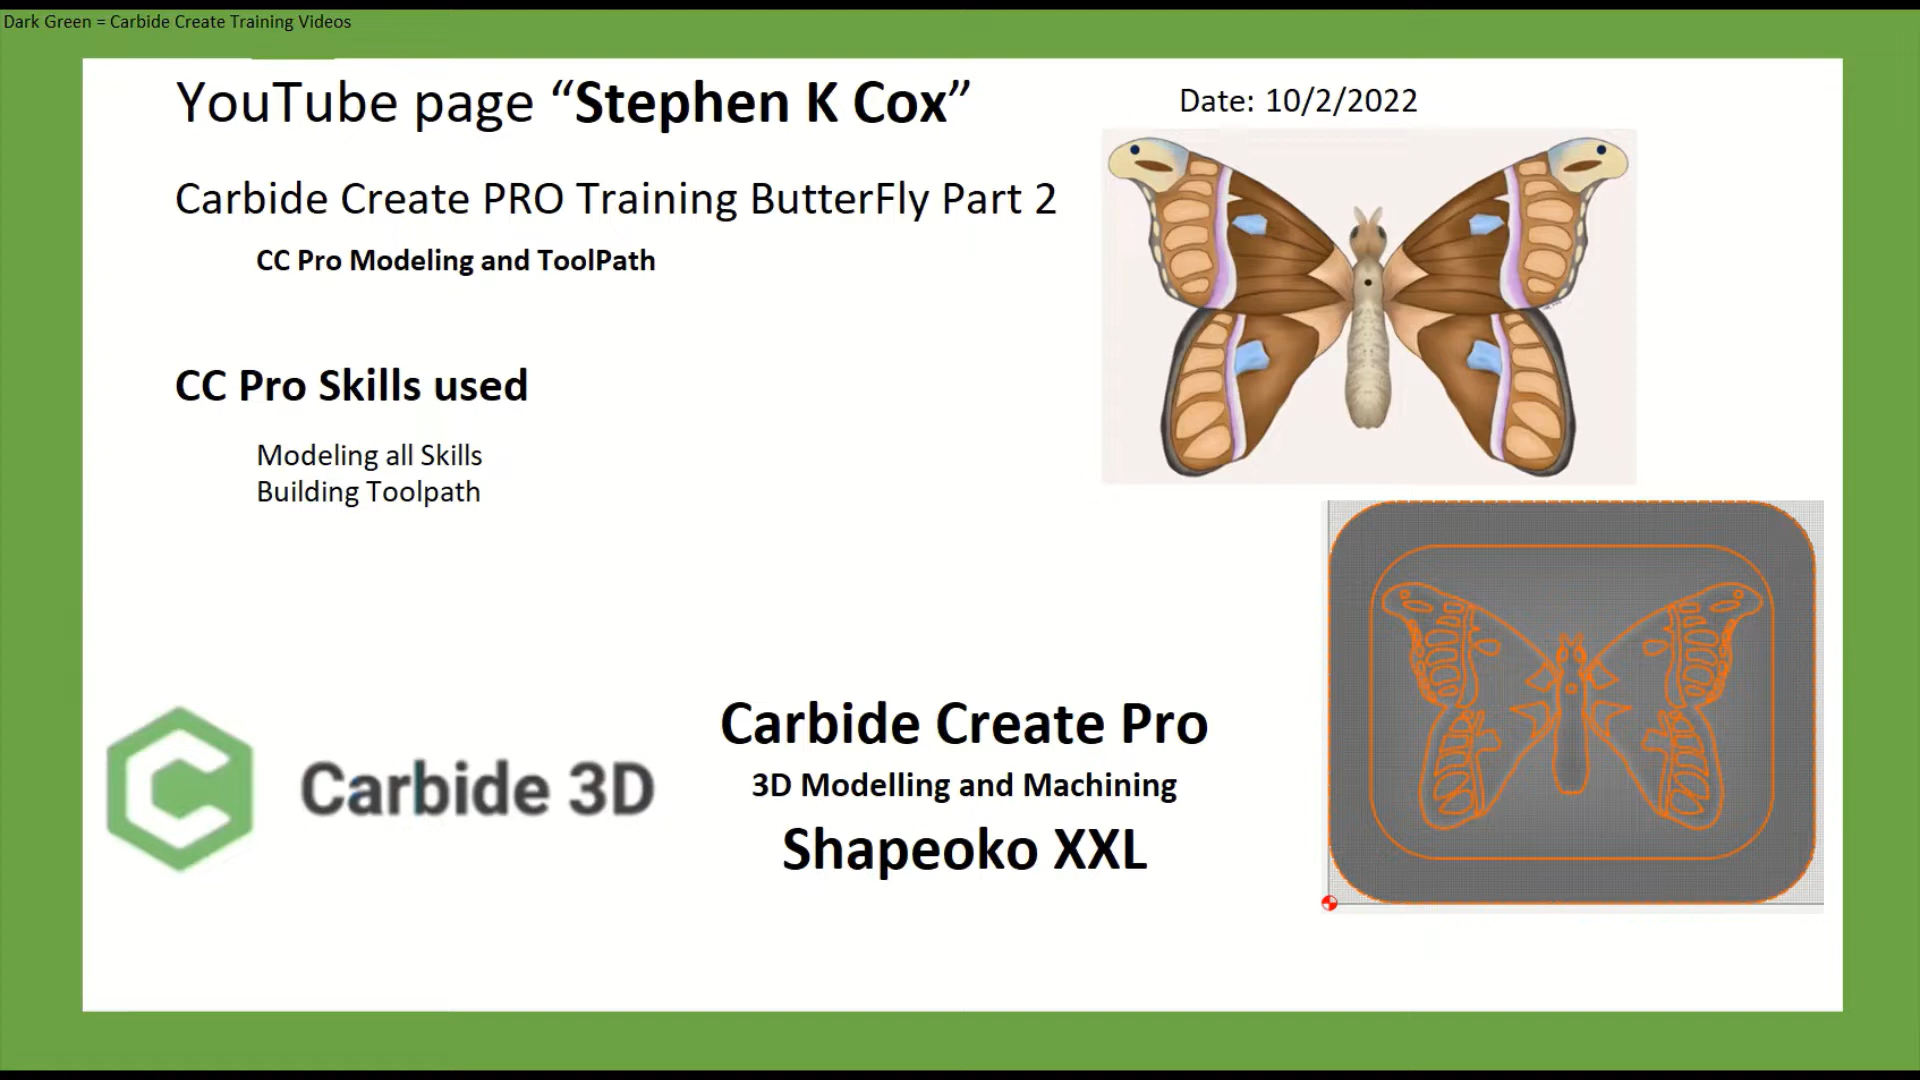 Dark Green = Carbide Create Training Videos
YouTube page “Stephen K Cox”
Date: 10/2/2022
Carbide Create PRO Training ButterFly Part 2
CC Pro Modeling and ToolPath
CC Pro Skills used
Modeling all Skills
Building Toolpath
Carbide 3D
Carbide Create Pro
3D Modelling and Machining
Shapeoko XXL